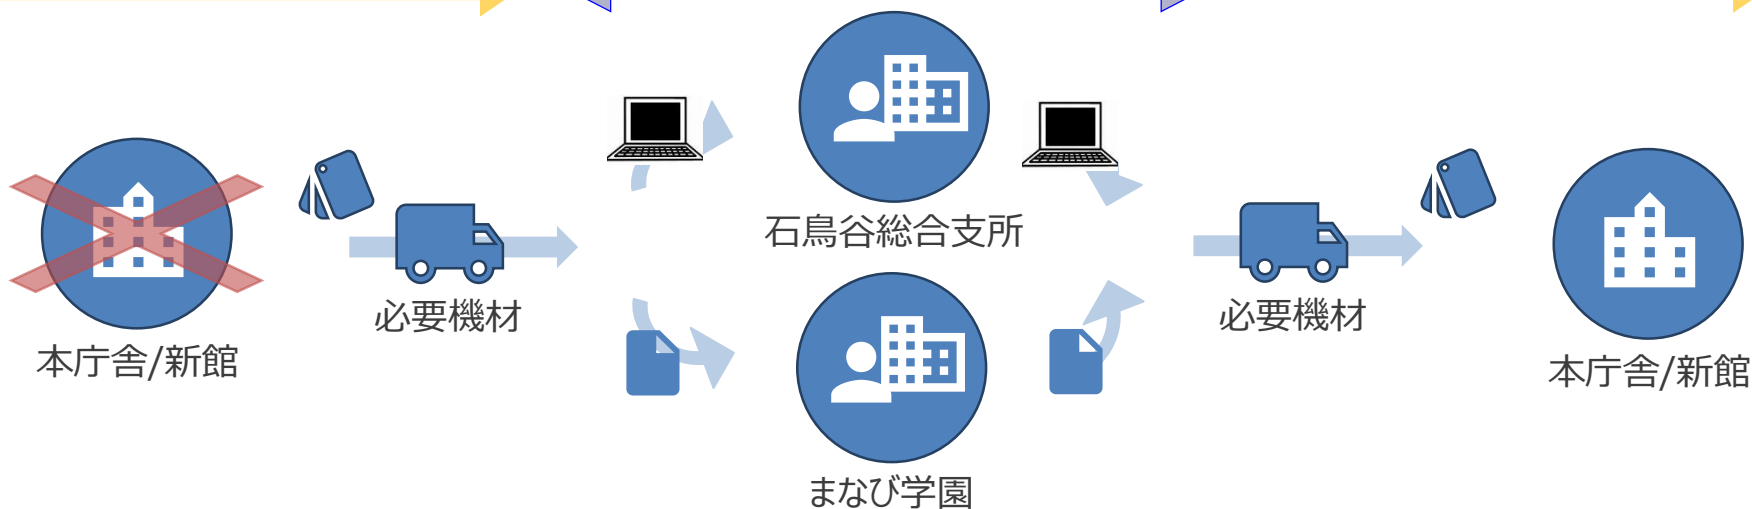 本庁舎/新館
必要機材
石鳥谷総合支所
まなび学園
必要機材
本庁舎/新館